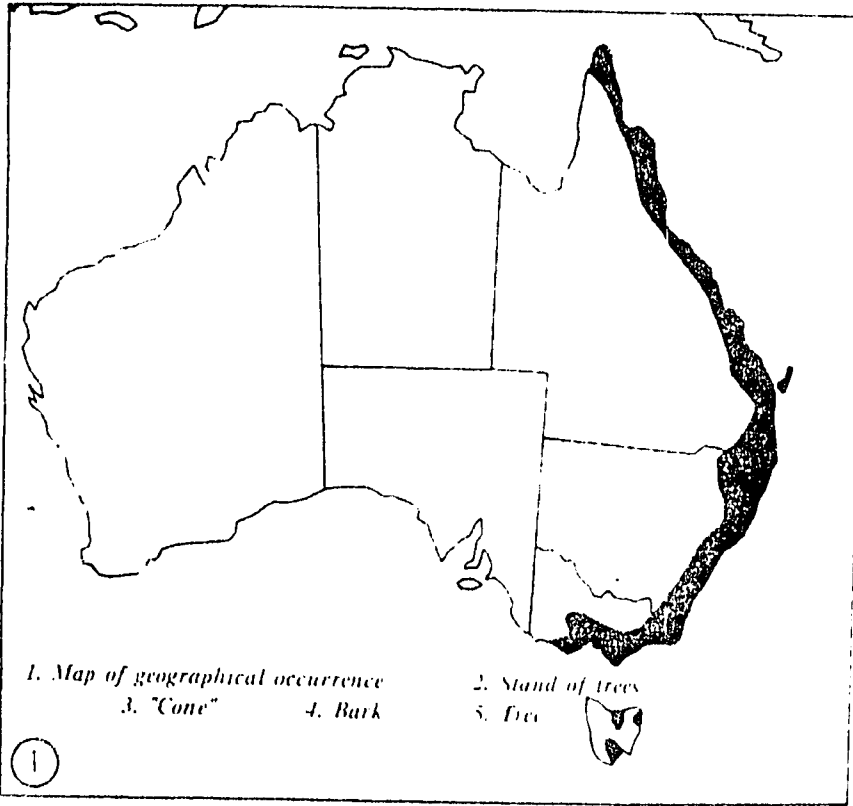 1. Map of geographical occurrence 2. Stand of trees
3. "Cone" 4. Bark 5. Tree
1